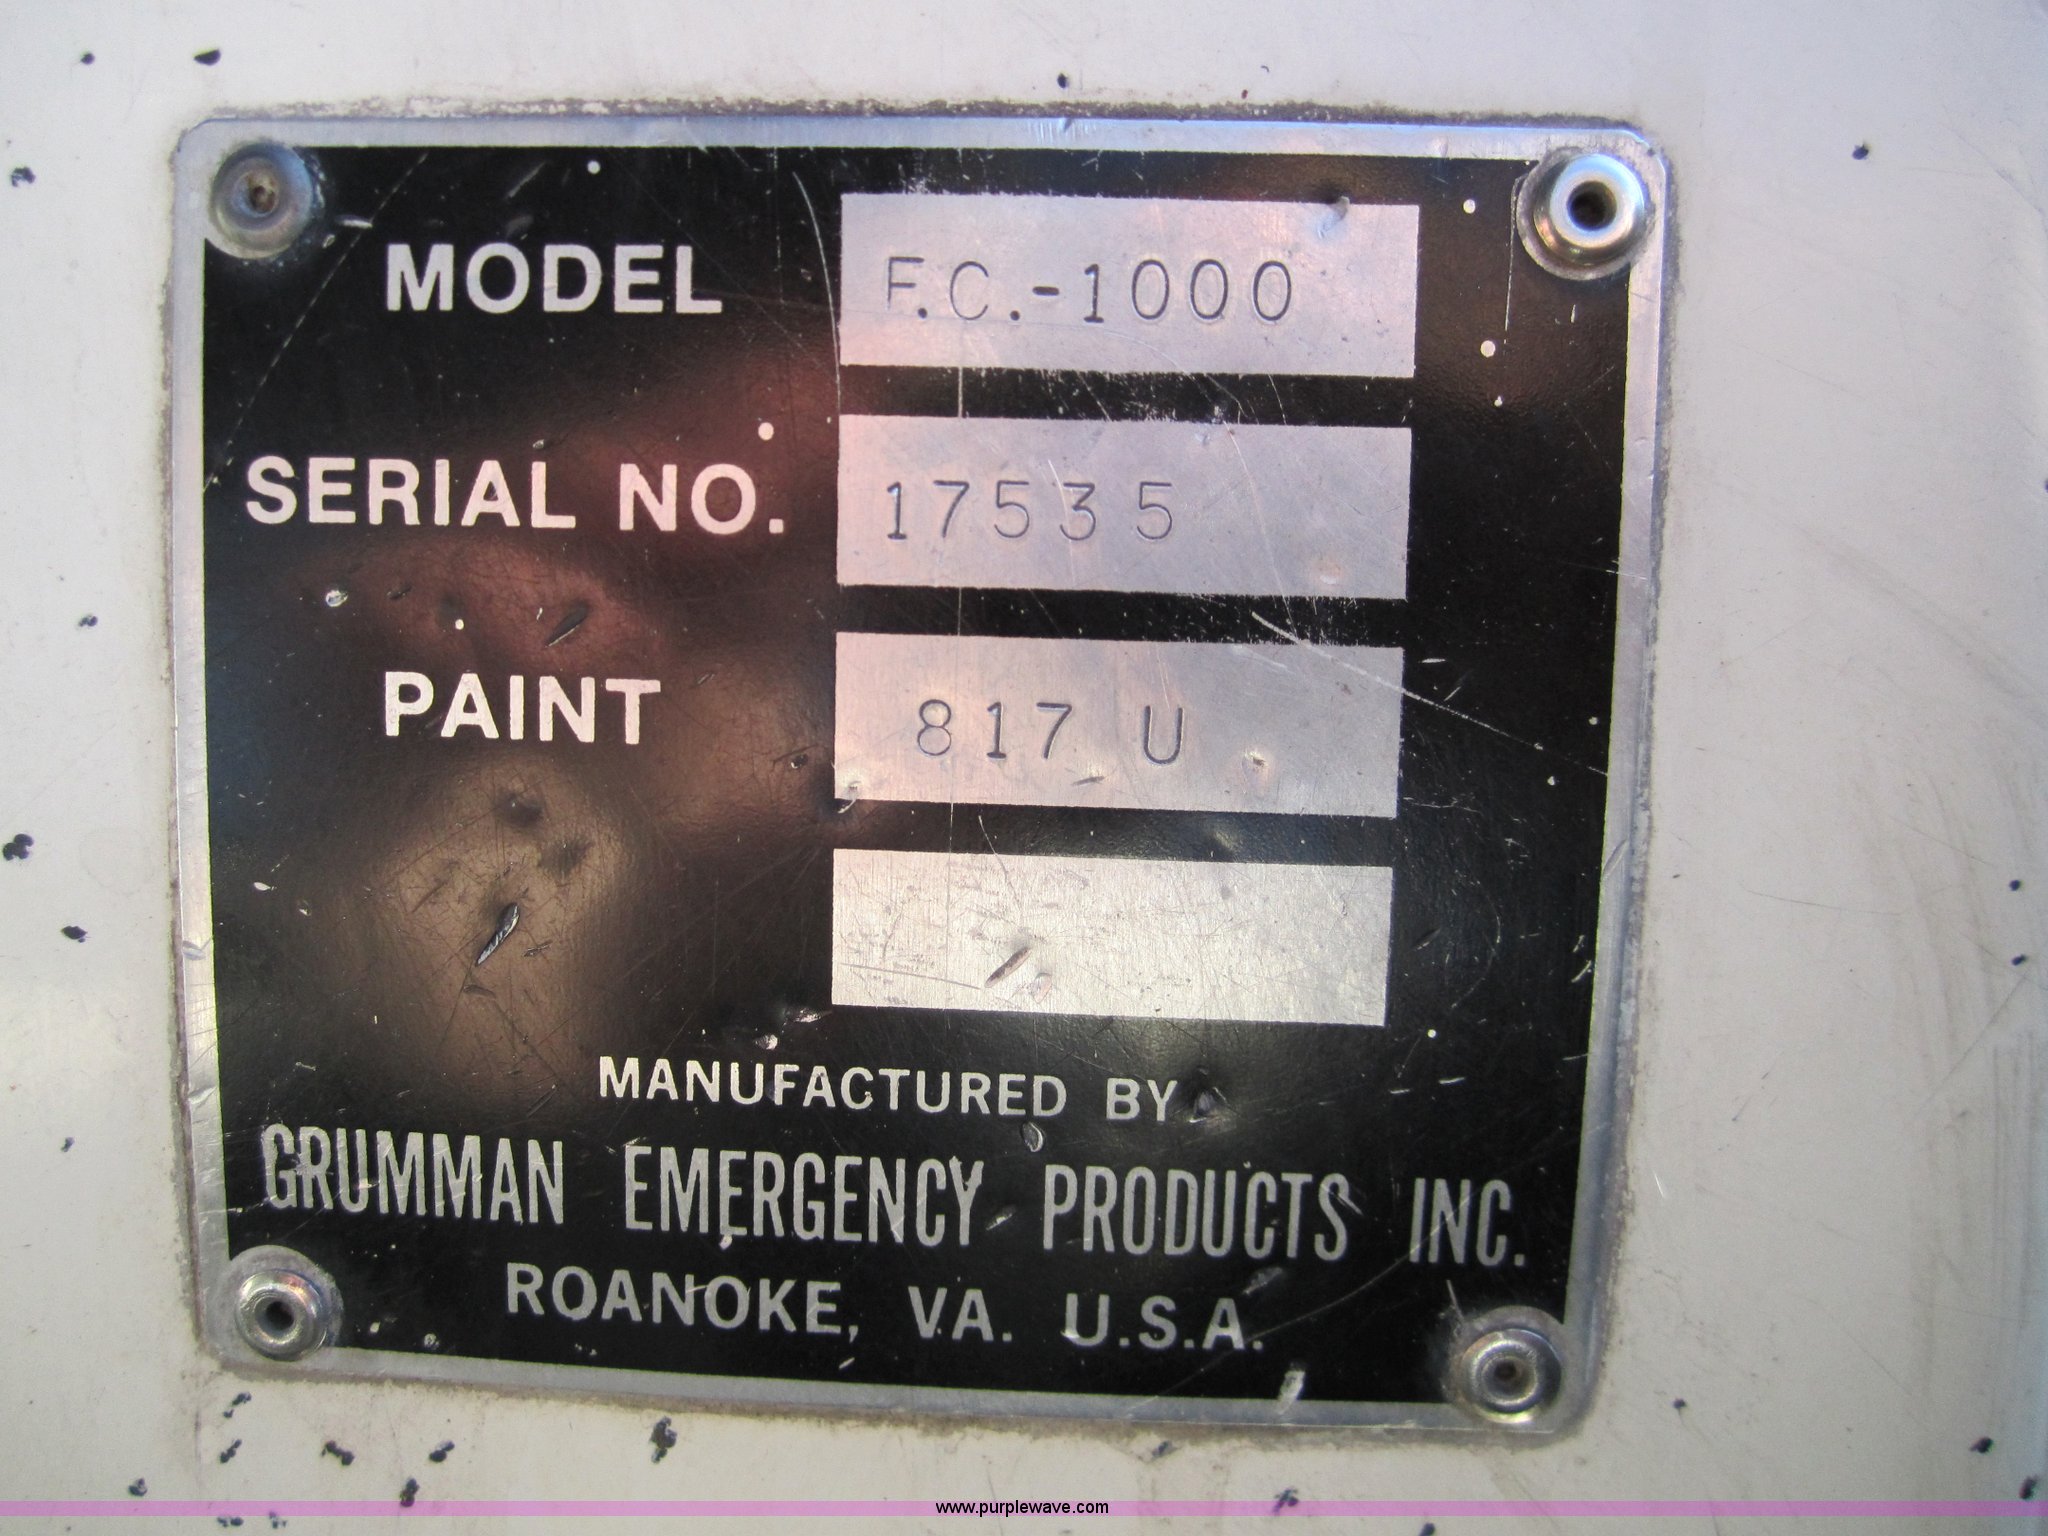 MODEL F.C.-1000
SERIAL NO. 17535
PAINT 817 U
MANUFACTURED BY
GRUMMAN EMERGENCY PRODUCTS INC.
ROANOKE, VA. U.S.A.
www.purplewave.com